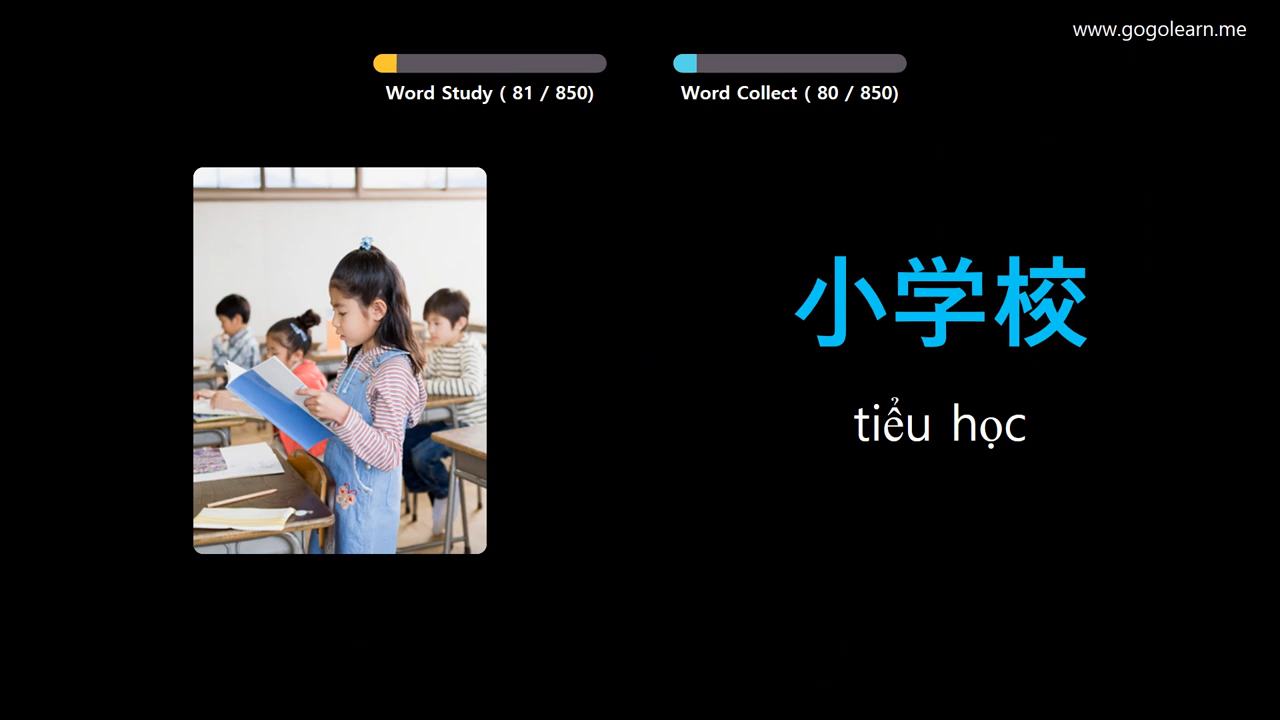 www.gogolearn.me
Word Study ( 81 / 850)
Word Collect ( 80 / 850)
小学校
tiểu học